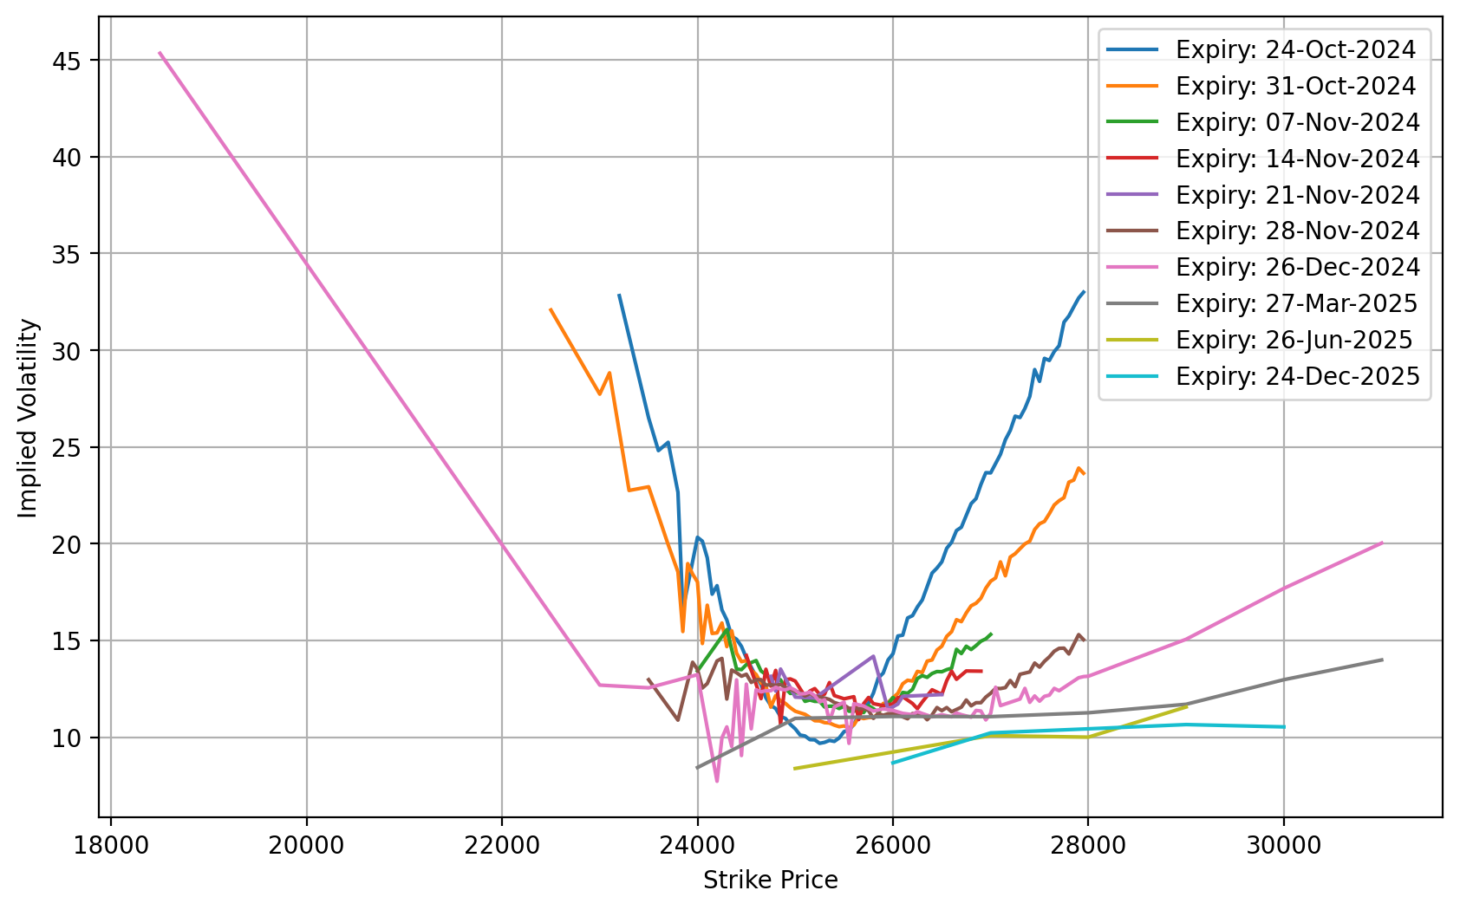 45
40
35
30
25
20
15
10
Implied Volatility
Expiry: 24-Oct-2024
Expiry: 31-Oct-2024
Expiry: 07-Nov-2024
Expiry: 14-Nov-2024
Expiry: 21-Nov-2024
Expiry: 28-Nov-2024
Expiry: 26-Dec-2024
Expiry: 27-Mar-2025
Expiry: 26-Jun-2025
Expiry: 24-Dec-2025
18000 20000 22000 24000 26000 28000 30000
Strike Price